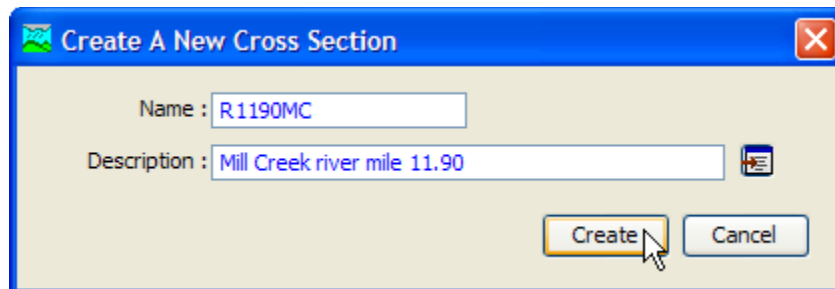 Create A New Cross Section
Name : R1190MC
Description : Mill Creek river mile 11.90
Create Cancel